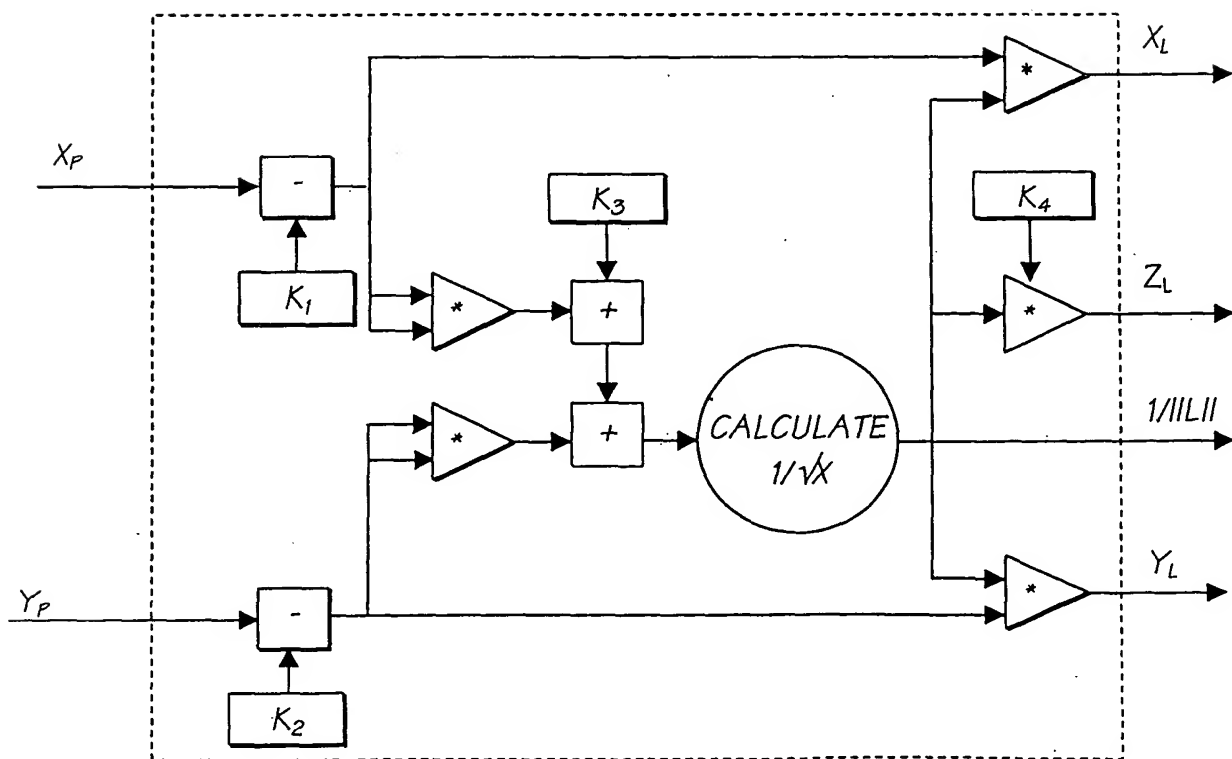 X_L
*
X_P
-
K_3
K_4
K_1
*
+
*
Z_L
*
+
CALCULATE
1/√X
1/||L||
Y_P
-
*
Y_L
K_2